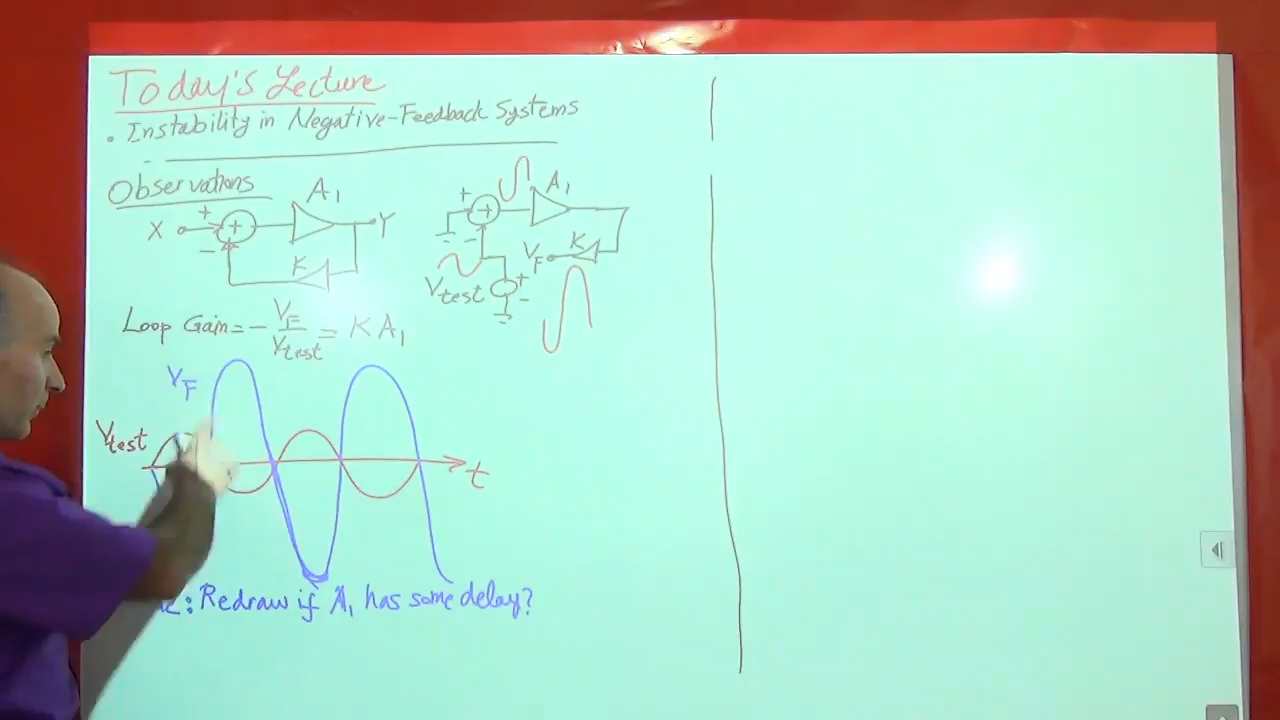 Today's Lecture
. Instability in Negative-Feedback Systems
Observations
X + - + A1 Y
K
+ - + A1
VF K
Vtest + -
Loop Gain = - VF / Vtest = K A1
VF
Vtest
t
: Redraw if A1 has some delay?